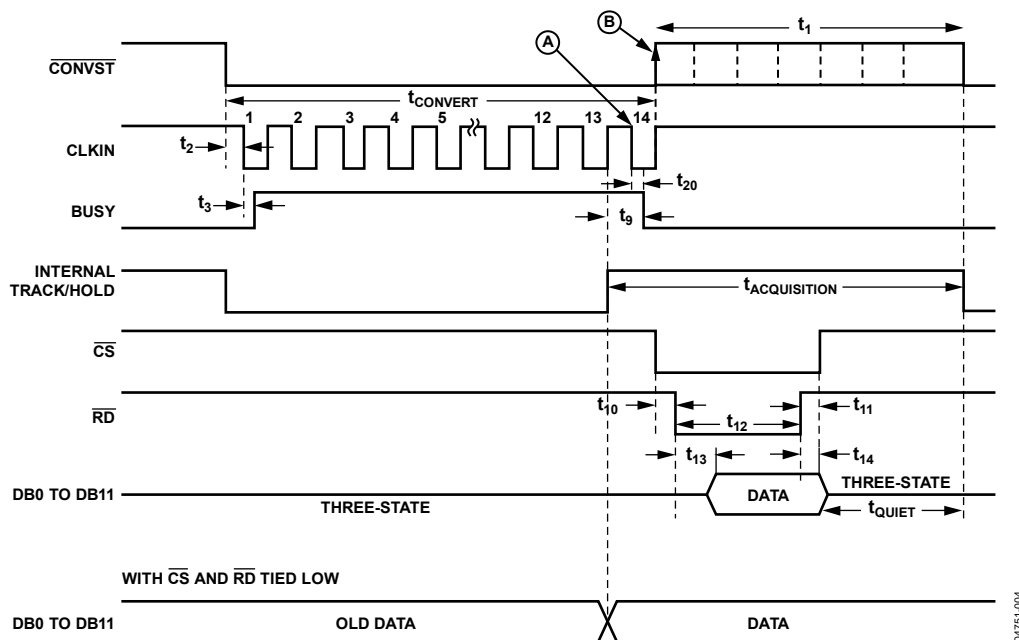 B
t1
A
CONVST
tCONVERT
1 2 3 4 5 12 13 14
CLKIN
t2
t20
t3
BUSY
t9
INTERNAL
TRACK/HOLD
tACQUISITION
CS
t10
t11
RD
t12
t13
t14
DB0 TO DB11
THREE-STATE
DATA
THREE-STATE
tQUIET
WITH CS AND RD TIED LOW
DB0 TO DB11
OLD DATA
DATA
04751-004